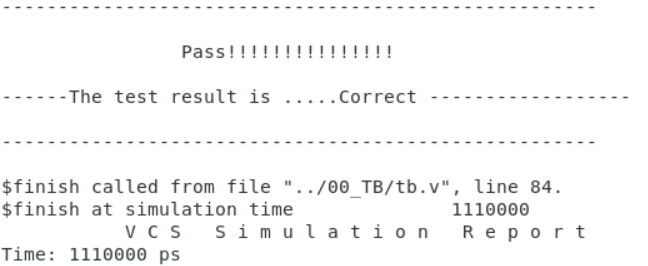 -----------------------------------------------------
Pass!!!!!!!!!!!!!!!
------The test result is .....Correct ------------------
-----------------------------------------------------
$finish called from file "../00_TB/tb.v", line 84.
$finish at simulation time 1110000
V C S S i m u l a t i o n R e p o r t
Time: 1110000 ps